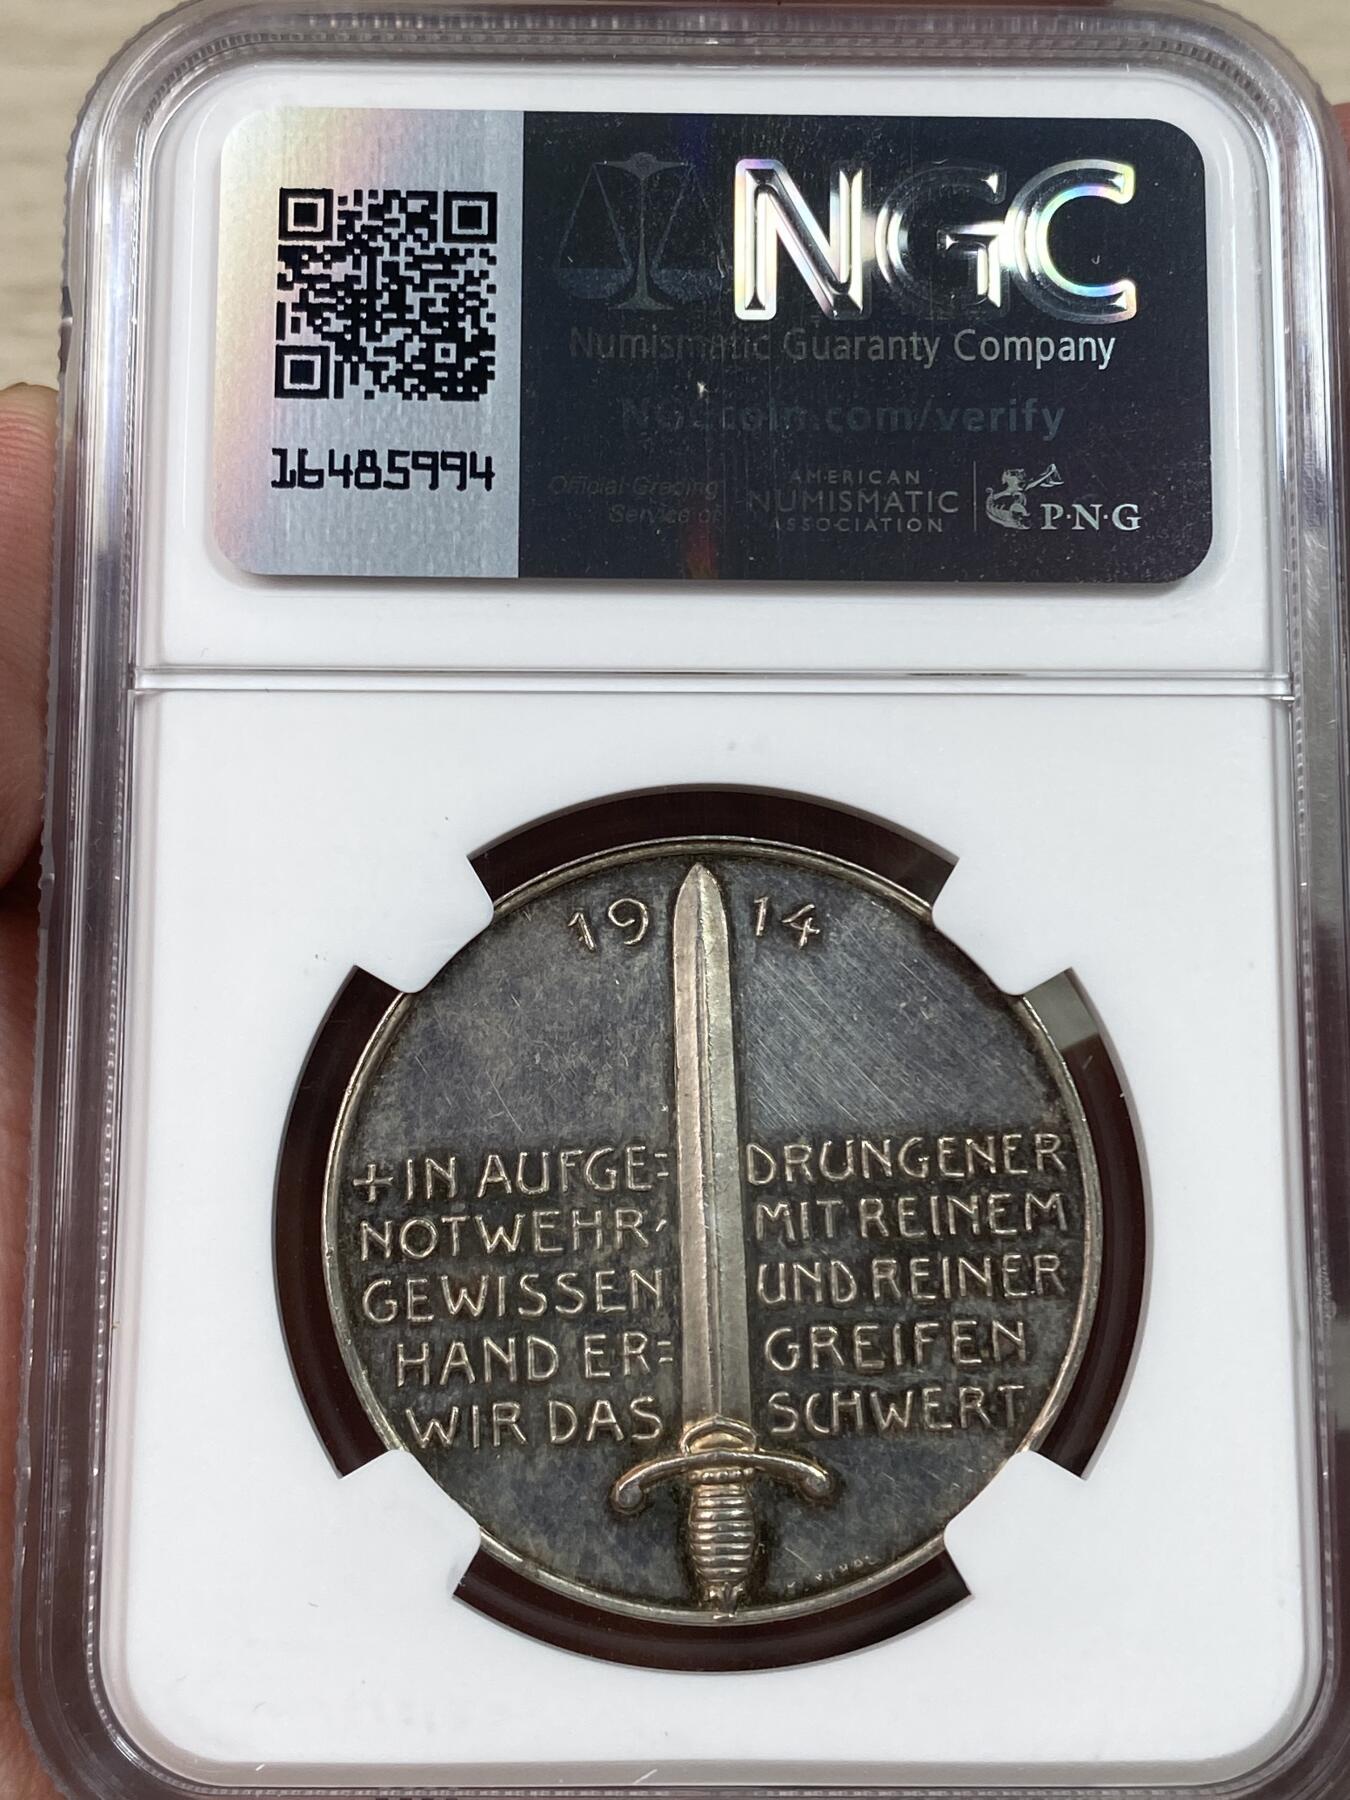 NGC
Numismatic Guaranty Company
NGCcoin.com/verify
16485994
Official Grading
Service of
AMERICAN
NUMISMATIC
ASSOCIATION
P·N·G
19 14
+IN AUFGE= DRUNGENER
NOTWEHR, MIT REINEM
GEWISSEN UND REINER
HAND ER= GREIFEN
WIR DAS SCHWERT